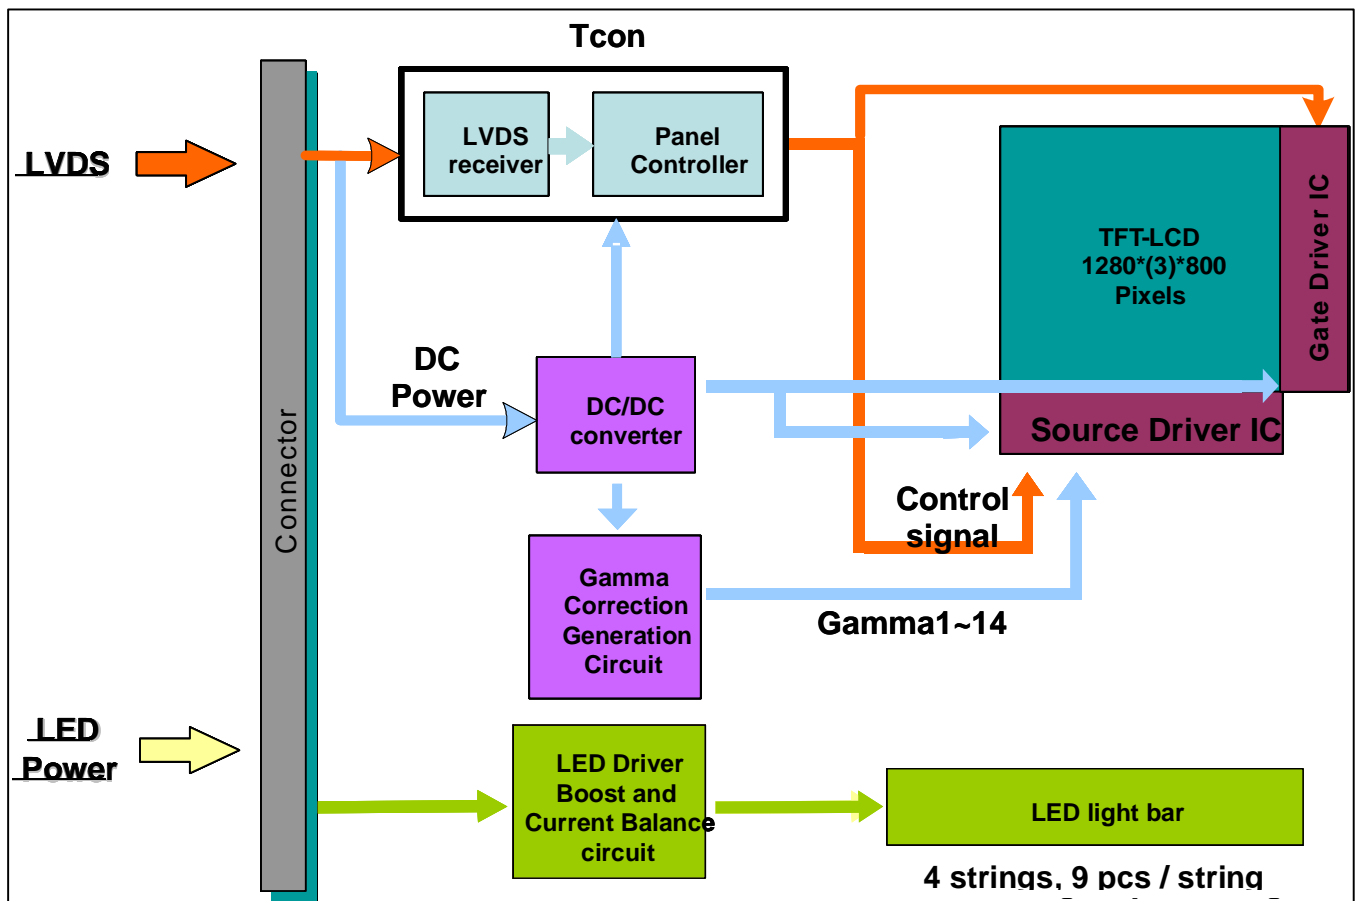 Tcon
LVDS
LVDS
receiver
Panel
Controller
TFT-LCD
1280*(3)*800
Pixels
Gate Driver IC
DC
Power
DC/DC
converter
Source Driver IC
Connector
Control
signal
Gamma
Correction
Generation
Circuit
Gamma1~14
LED
Power
LED Driver
Boost and
Current Balance
circuit
LED light bar
4 strings, 9 pcs / string